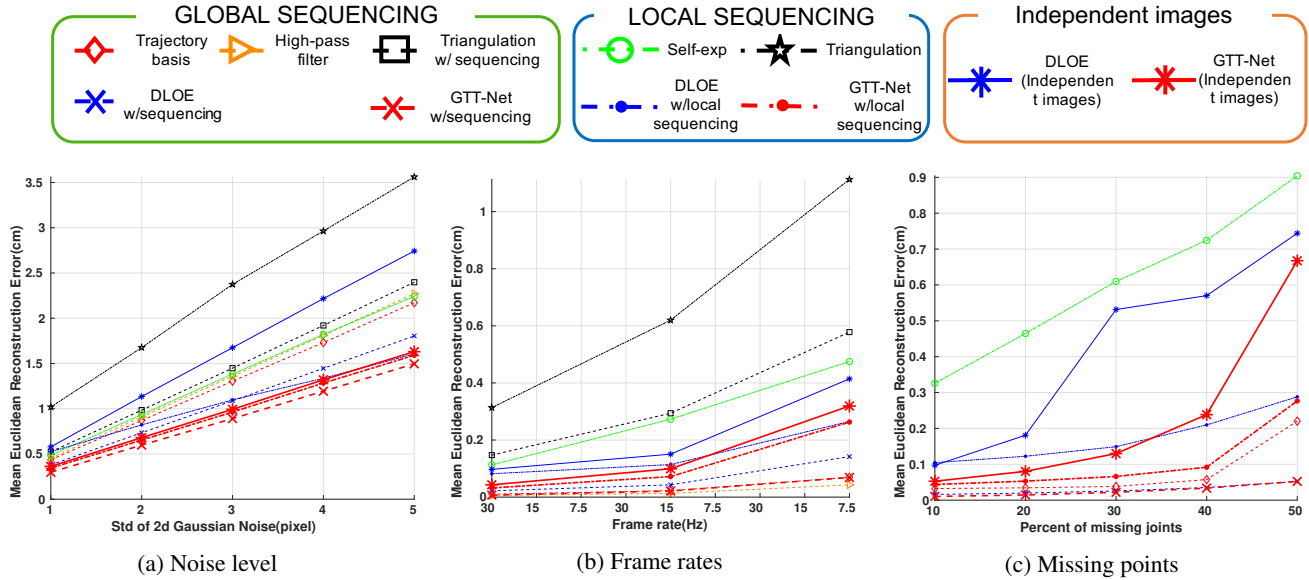 GLOBAL SEQUENCING
Trajectory
basis
High-pass
filter
Triangulation
w/ sequencing
DLOE
w/sequencing
GTT-Net
w/sequencing
LOCAL SEQUENCING
Self-exp
Triangulation
DLOE
w/local
sequencing
GTT-Net
w/local
sequencing
Independent images
DLOE
(Independen
t images)
GTT-Net
(Independen
t images)
Mean Euclidean Reconstruction Error(cm)
3.5
3
2.5
2
1.5
1
0.5
0
1 2 3 4 5
Std of 2d Gaussian Noise(pixel)
(a) Noise level
Mean Euclidean Reconstruction Error(cm)
1
0.8
0.6
0.4
0.2
0
30 15 7.5 30 15 7.5 30 15 7.5 30 15 7.5
Frame rate(Hz)
(b) Frame rates
Mean Euclidean Reconstruction Error(cm)
0.9
0.8
0.7
0.6
0.5
0.4
0.3
0.2
0.1
0
10 20 30 40 50
Percent of missing joints
(c) Missing points